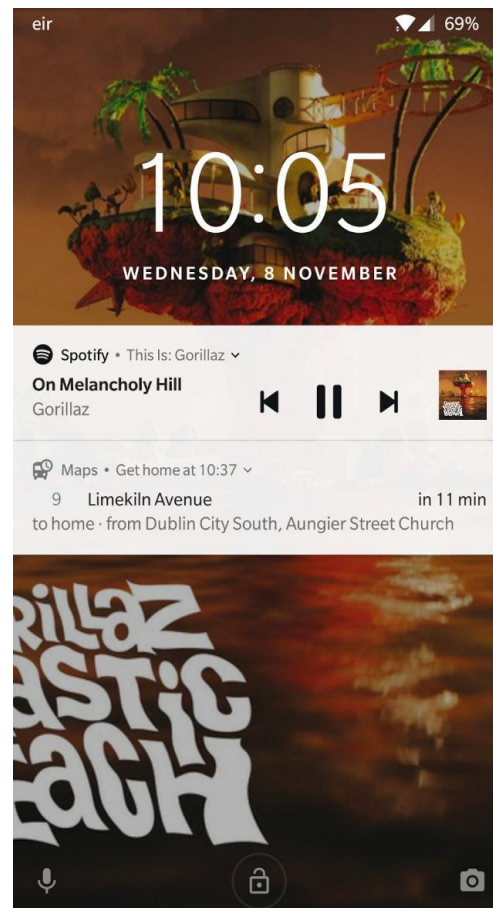 eir 69%
10:05
WEDNESDAY, 8 NOVEMBER
Spotify • This Is: Gorillaz
On Melancholy Hill
Gorillaz
Maps • Get home at 10:37
9 Limekiln Avenue in 11 min
to home · from Dublin City South, Aungier Street Church
rillaz
astic
each